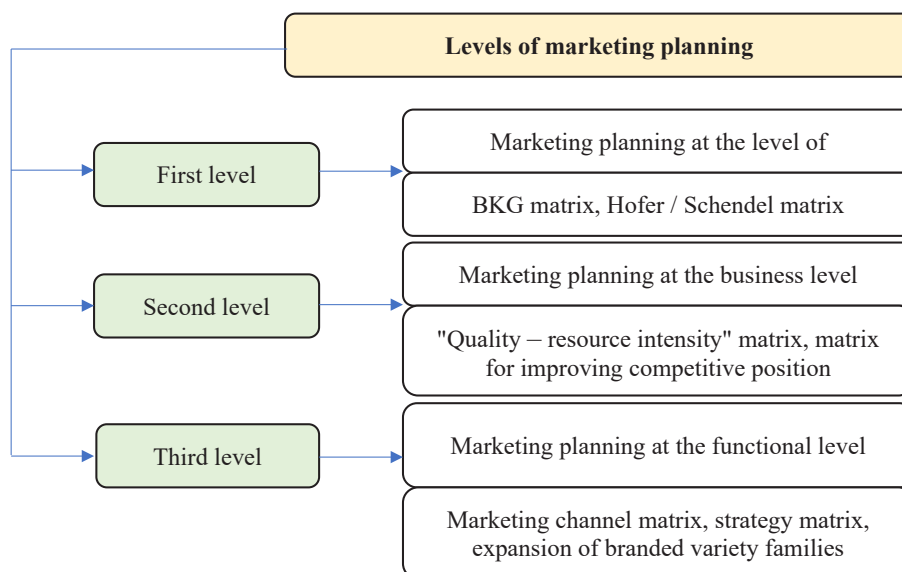 Levels of marketing planning
First level
Marketing planning at the level of
BKG matrix, Hofer / Schendel matrix
Second level
Marketing planning at the business level
"Quality – resource intensity" matrix, matrix
for improving competitive position
Third level
Marketing planning at the functional level
Marketing channel matrix, strategy matrix,
expansion of branded variety families